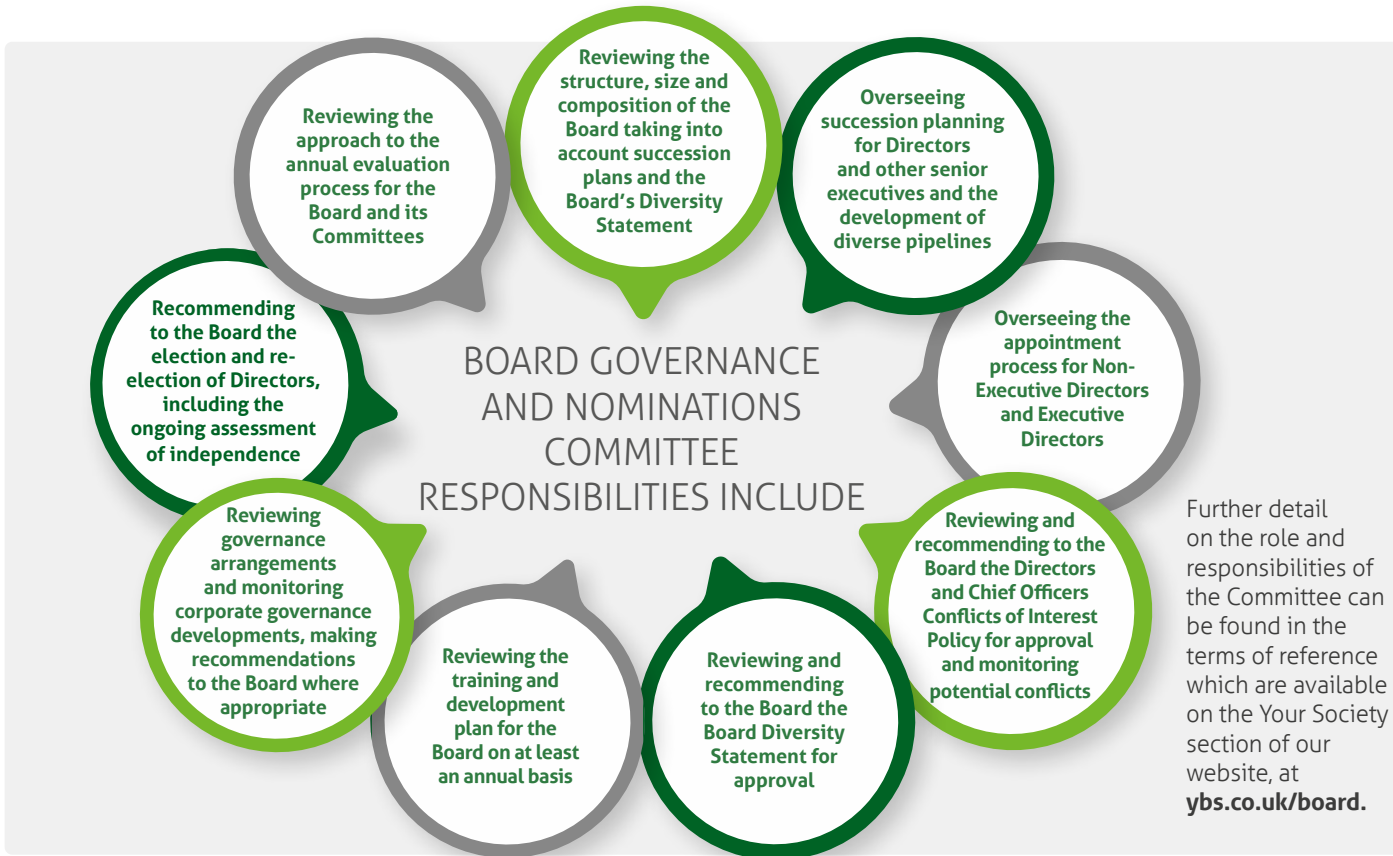 BOARD GOVERNANCE
AND NOMINATIONS
COMMITTEE
RESPONSIBILITIES INCLUDE
Reviewing the
structure, size and
composition of the
Board taking into
account succession
plans and the
Board’s Diversity
Statement
Overseeing
succession planning
for Directors
and other senior
executives and the
development of
diverse pipelines
Overseeing the
appointment
process for Non-
Executive Directors
and Executive
Directors
Reviewing and
recommending to the
Board the Directors
and Chief Officers
Conflicts of Interest
Policy for approval
and monitoring
potential conflicts
Reviewing and
recommending
to the Board the
Board Diversity
Statement for
approval
Reviewing the
training and
development
plan for the
Board on at least
an annual basis
Reviewing
governance
arrangements
and monitoring
corporate governance
developments, making
recommendations
to the Board where
appropriate
Recommending
to the Board the
election and re-
election of Directors,
including the
ongoing assessment
of independence
Reviewing the
approach to the
annual evaluation
process for the
Board and its
Committees
Further detail
on the role and
responsibilities of
the Committee can
be found in the
terms of reference
which are available
on the Your Society
section of our
website, at
ybs.co.uk/board.